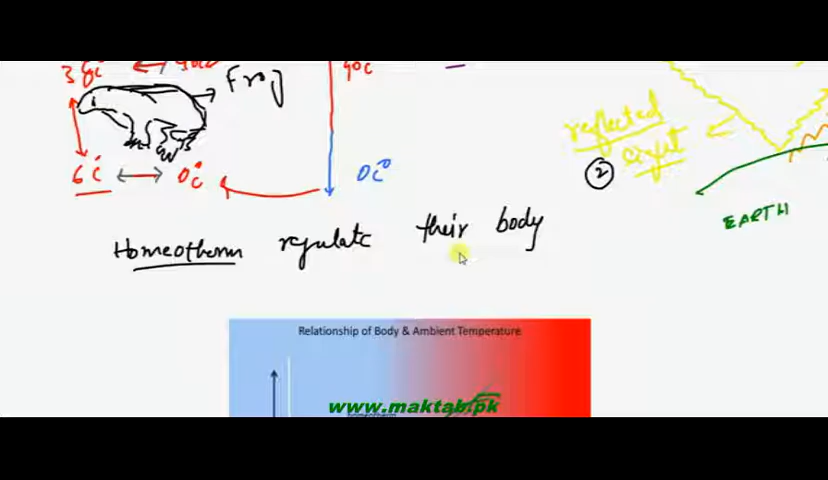 40c
Frog
reflected
light
2
6c° 0c°
0c°
EARTH
Homeotherm regulate their body
Relationship of Body & Ambient Temperature
www.maktab.pk